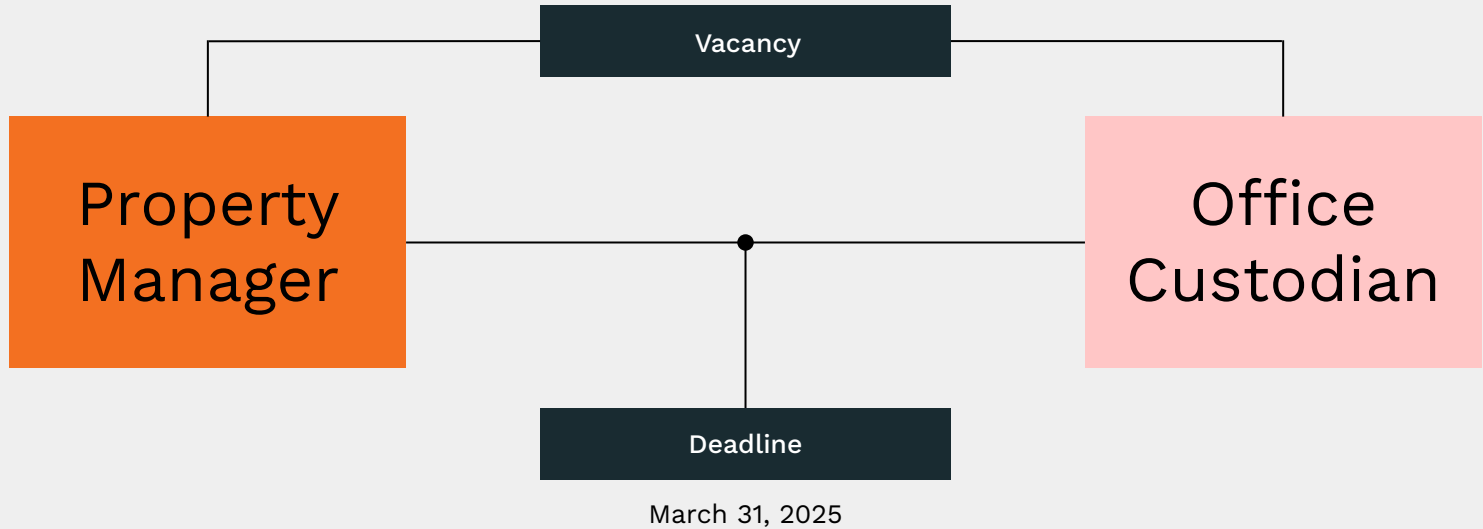 Vacancy
Property
Manager
Office
Custodian
Deadline
March 31, 2025